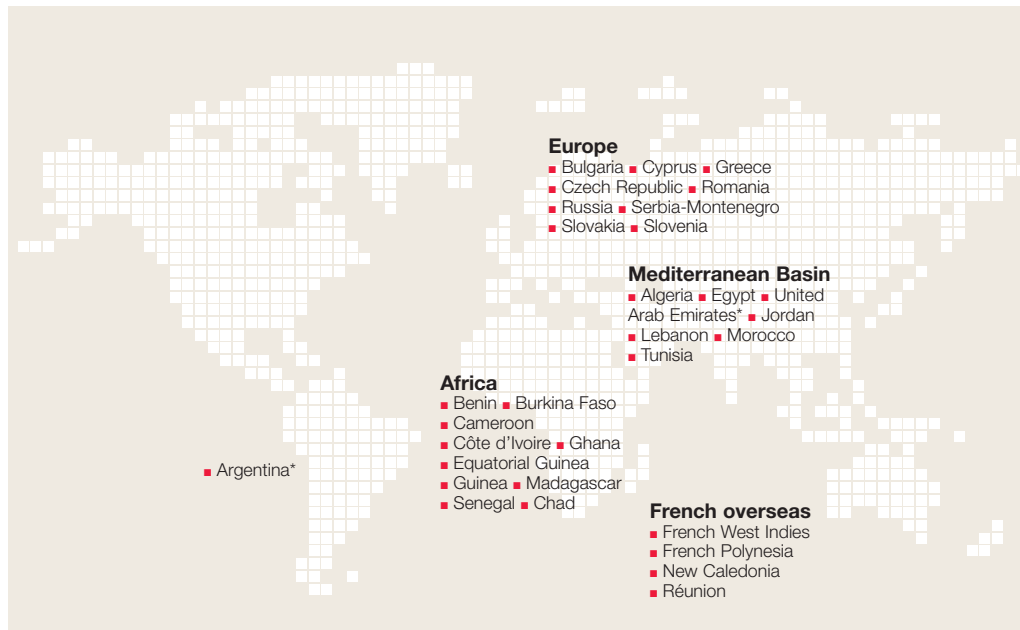 Europe
■ Bulgaria ■ Cyprus ■ Greece
■ Czech Republic ■ Romania
■ Russia ■ Serbia-Montenegro
■ Slovakia ■ Slovenia
Mediterranean Basin
■ Algeria ■ Egypt ■ United
Arab Emirates* ■ Jordan
■ Lebanon ■ Morocco
■ Tunisia
Africa
■ Benin ■ Burkina Faso
■ Cameroon
■ Côte d'Ivoire ■ Ghana
■ Equatorial Guinea
■ Guinea ■ Madagascar
■ Senegal ■ Chad
■ Argentina*
French overseas
■ French West Indies
■ French Polynesia
■ New Caledonia
■ Réunion